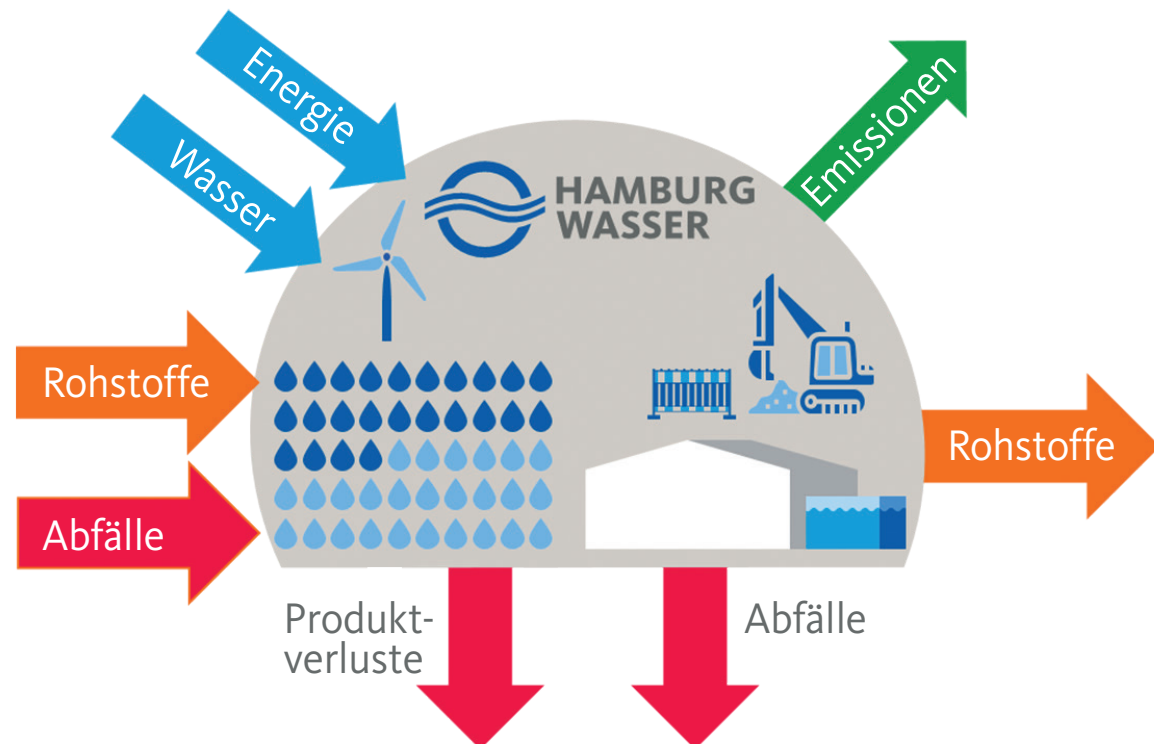 Energie
Wasser
HAMBURG
WASSER
Emissionen
Rohstoffe
Rohstoffe
Abfälle
Produkt-
verluste
Abfälle